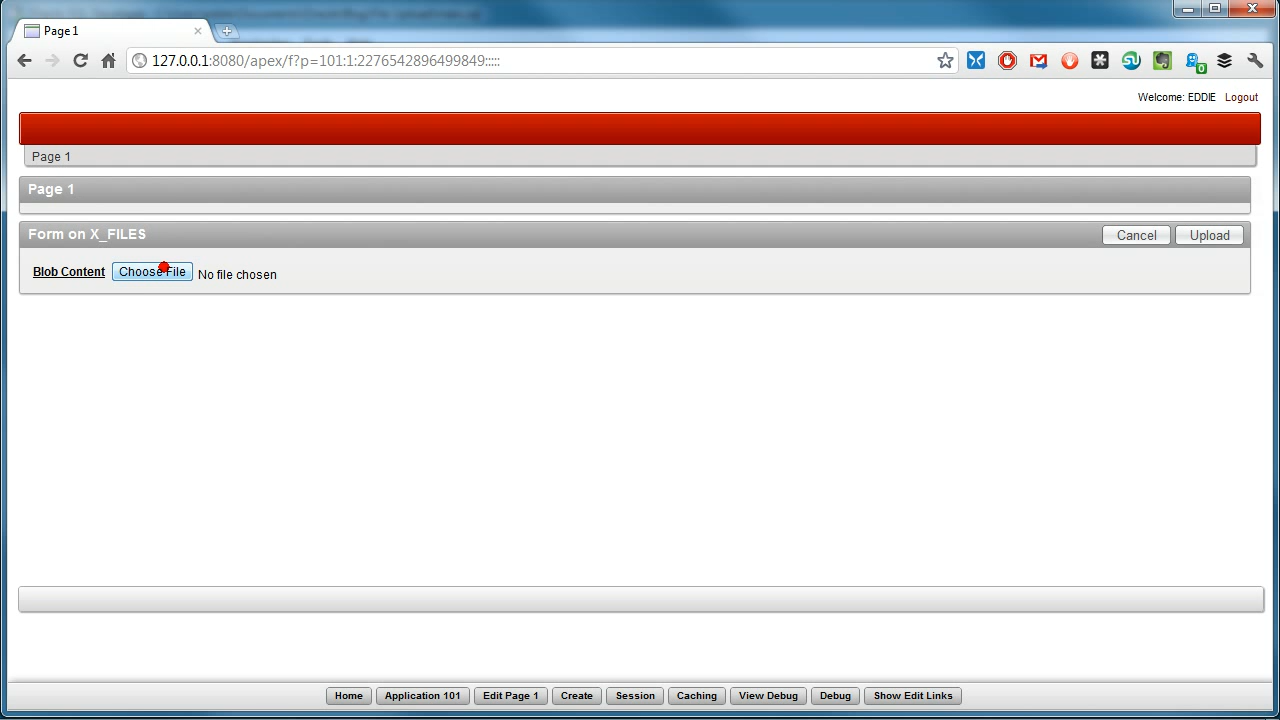 Page 1
127.0.0.1:8080/apex/f?p=101:1:2276542896499849:::::
0
Welcome: EDDIE Logout
Page 1
Page 1
Form on X_FILES Cancel Upload
Blob Content Choose File No file chosen
Home Application 101 Edit Page 1 Create Session Caching View Debug Debug Show Edit Links